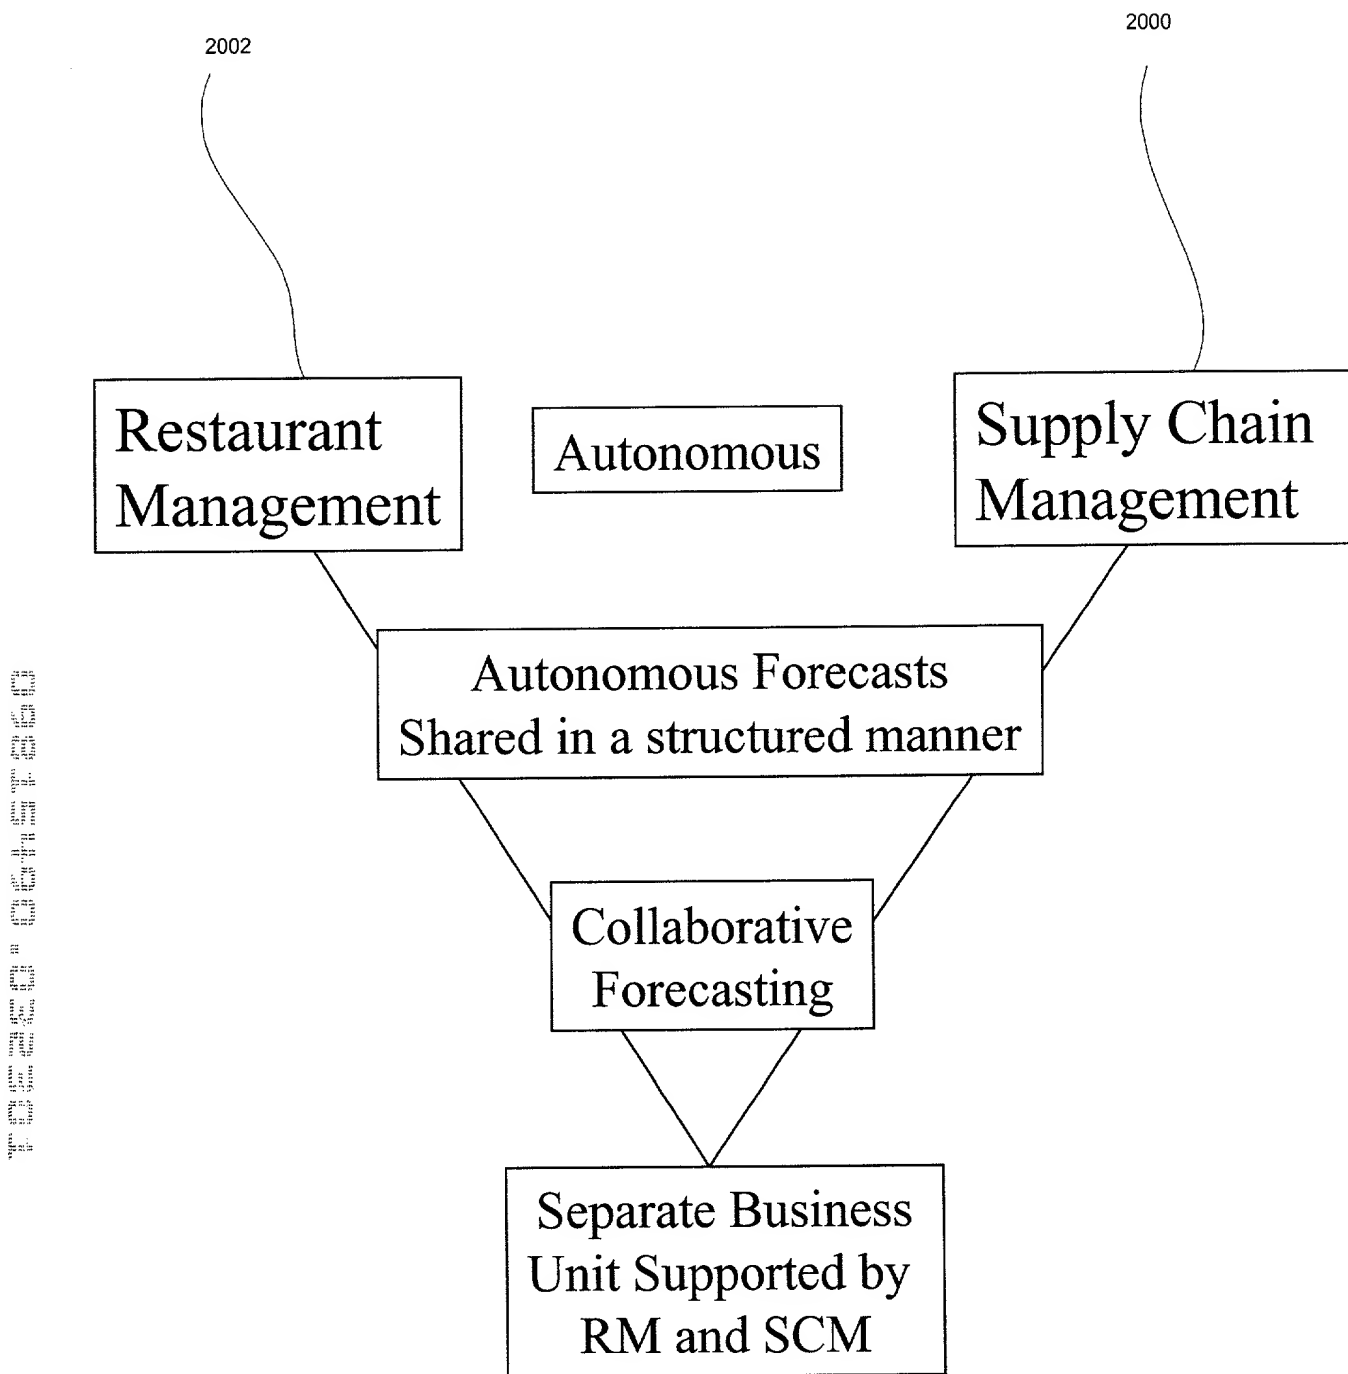 2002
2000
Restaurant
Management
Autonomous
Supply Chain
Management
Autonomous Forecasts
Shared in a structured manner
Collaborative
Forecasting
Separate Business
Unit Supported by
RM and SCM